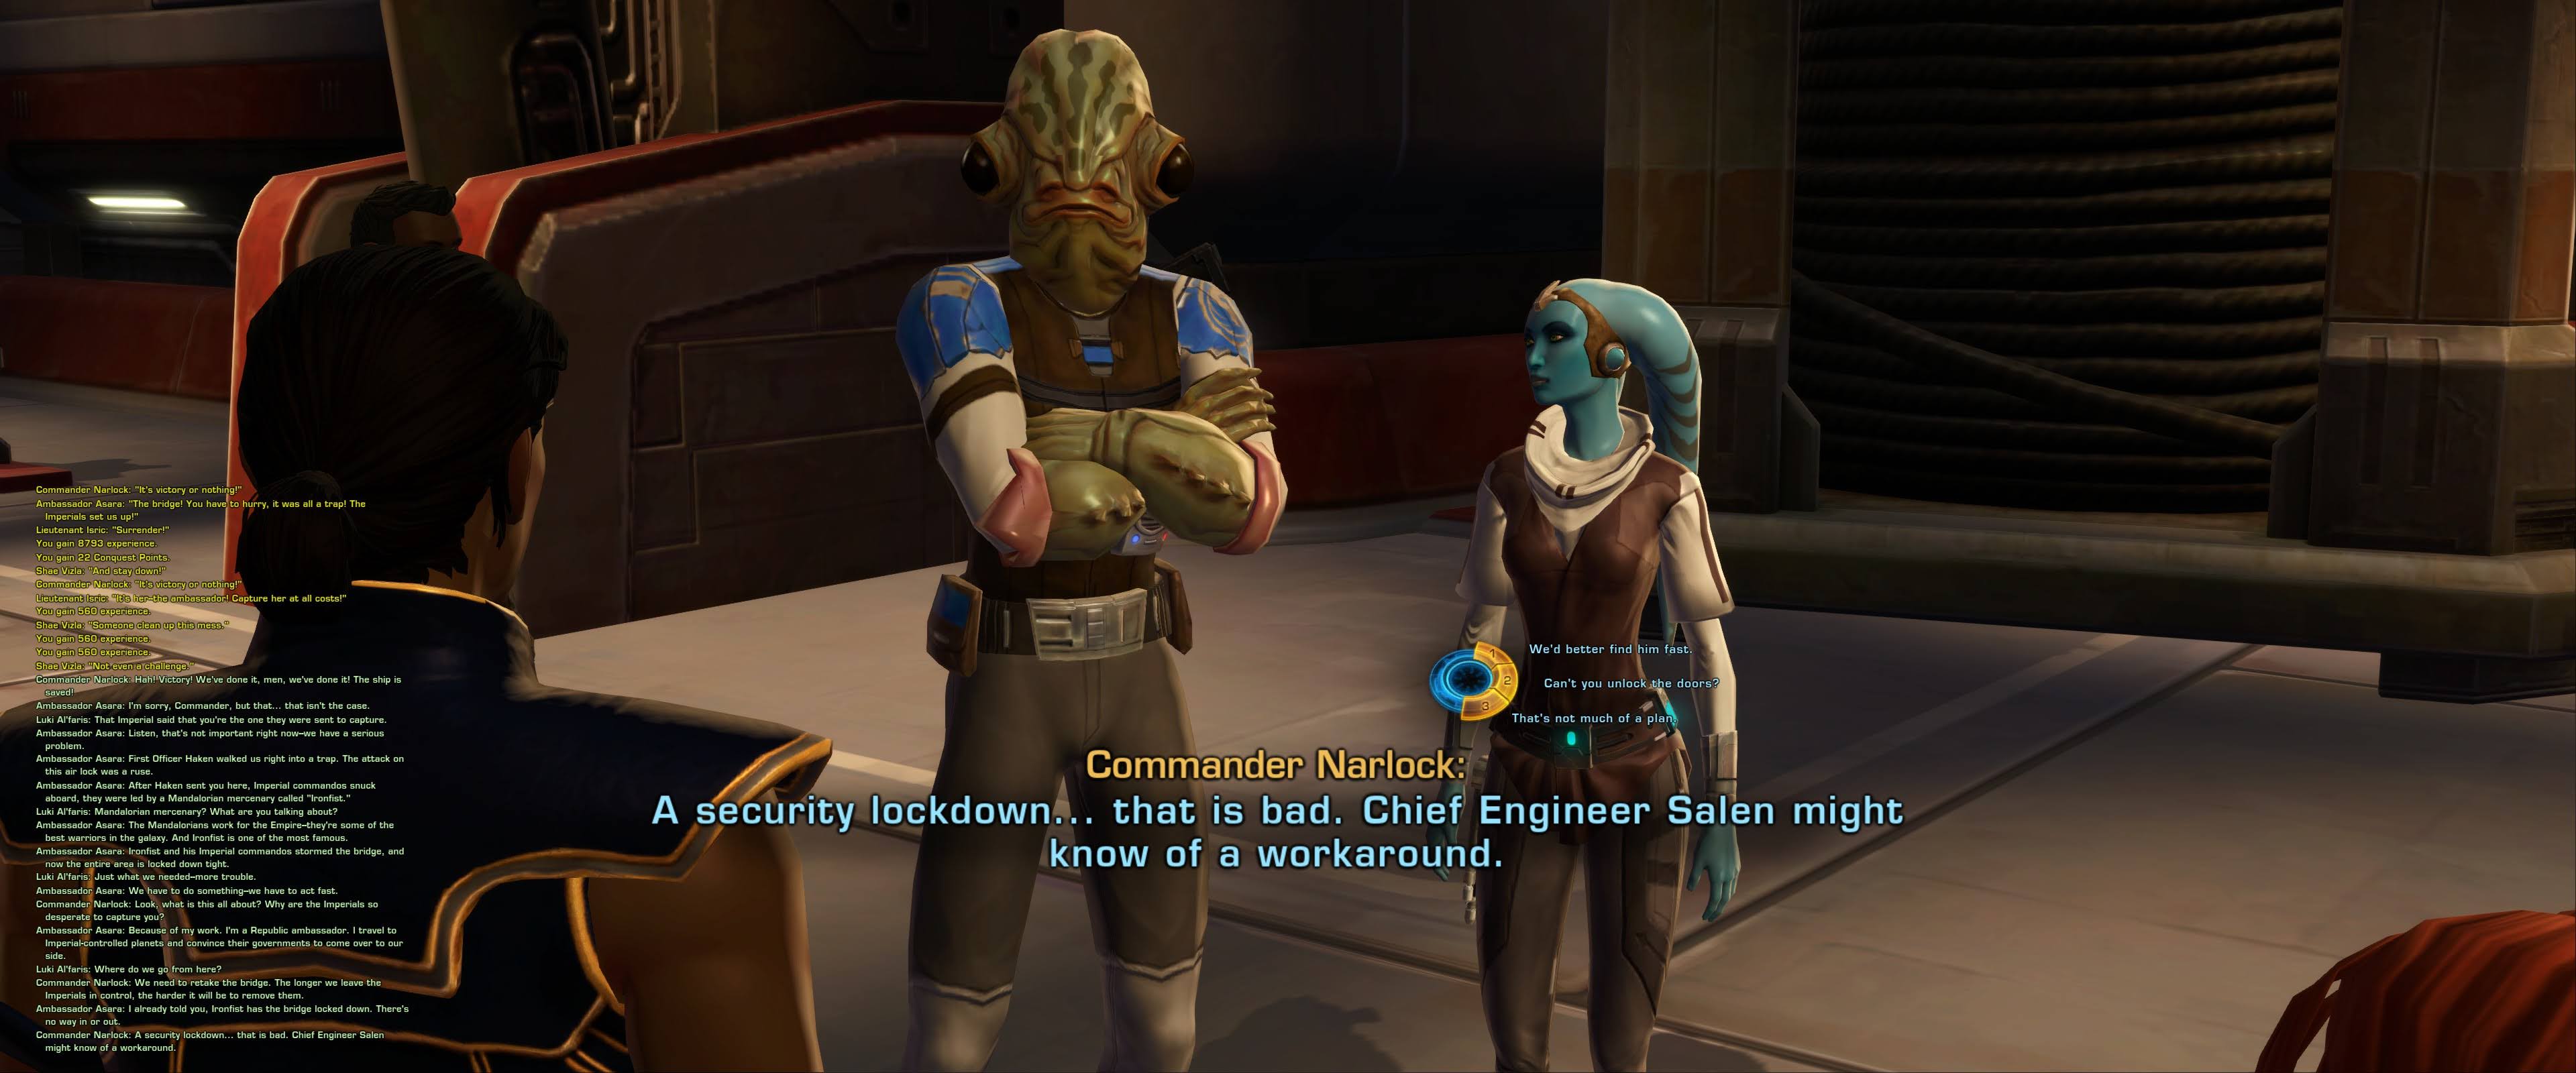 Commander Narlock: "It's victory or nothing!"
Ambassador Asara: "The bridge! You have to hurry, it was all a trap! The
Imperials set us up!"
Lieutenant Isric: "Surrender!"
You gain 8793 experience.
You gain 22 Conquest Points.
Shae Vizla: "And stay down!"
Commander Narlock: "It's victory or nothing!"
Lieutenant Isric: "It's her–the ambassador! Capture her at all costs!"
You gain 560 experience.
Shae Vizla: "Someone clean up this mess."
You gain 560 experience.
You gain 560 experience.
Shae Vizla: "Not even a challenge."
Commander Narlock: Hah! Victory! We've done it, men, we've done it! The ship is
saved!
Ambassador Asara: I'm sorry, Commander, but that... that isn't the case.
Luki Al'faris: That Imperial said that you're the one they were sent to capture.
Ambassador Asara: Listen, that's not important right now–we have a serious
problem.
Ambassador Asara: First Officer Haken walked us right into a trap. The attack on
this air lock was a ruse.
Ambassador Asara: After Haken sent you here, Imperial commandos snuck
aboard, they were led by a Mandalorian mercenary called "Ironfist."
Luki Al'faris: Mandalorian mercenary? What are you talking about?
Ambassador Asara: The Mandalorians work for the Empire–they're some of the
best warriors in the galaxy. And Ironfist is one of the most famous.
Ambassador Asara: Ironfist and his Imperial commandos stormed the bridge, and
now the entire area is locked down tight.
Luki Al'faris: Just what we needed–more trouble.
Ambassador Asara: We have to do something–we have to act fast.
Commander Narlock: Look, what is this all about? Why are the Imperials so
desperate to capture you?
Ambassador Asara: Because of my work. I'm a Republic ambassador. I travel to
Imperial-controlled planets and convince their governments to come over to our
side.
Luki Al'faris: Where do we go from here?
Commander Narlock: We need to retake the bridge. The longer we leave the
Imperials in control, the harder it will be to remove them.
Ambassador Asara: I already told you, Ironfist has the bridge locked down. There's
no way in or out.
Commander Narlock: A security lockdown... that is bad. Chief Engineer Salen
might know of a workaround.
1 We'd better find him fast.
2 Can't you unlock the doors?
3 That's not much of a plan.
Commander Narlock:
A security lockdown... that is bad. Chief Engineer Salen might
know of a workaround.